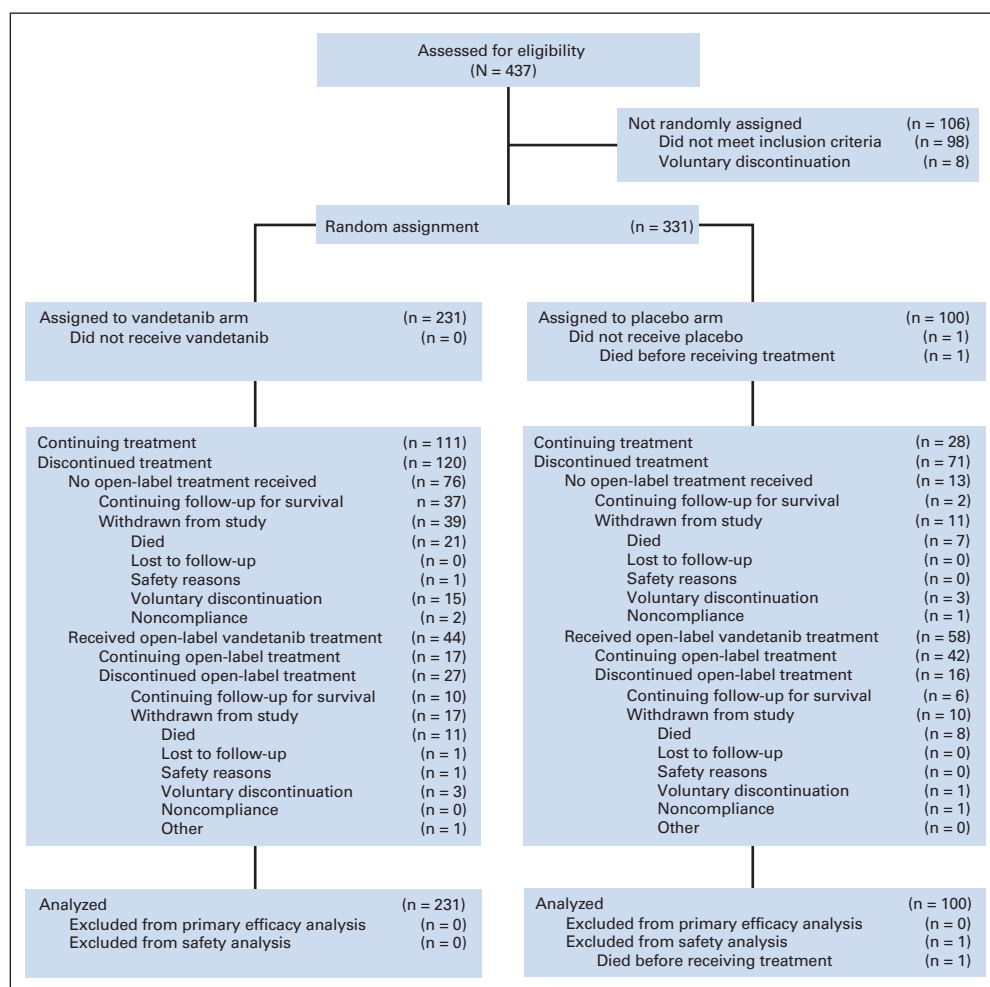 Assessed for eligibility
(N = 437)
Not randomly assigned (n = 106)
Did not meet inclusion criteria (n = 98)
Voluntary discontinuation (n = 8)
Random assignment (n = 331)
Assigned to vandetanib arm (n = 231)
Did not receive vandetanib (n = 0)
Assigned to placebo arm (n = 100)
Did not receive placebo (n = 1)
Died before receiving treatment (n = 1)
Continuing treatment (n = 111)
Discontinued treatment (n = 120)
No open-label treatment received (n = 76)
Continuing follow-up for survival n = 37)
Withdrawn from study (n = 39)
Died (n = 21)
Lost to follow-up (n = 0)
Safety reasons (n = 1)
Voluntary discontinuation (n = 15)
Noncompliance (n = 2)
Received open-label vandetanib treatment (n = 44)
Continuing open-label treatment (n = 17)
Discontinued open-label treatment (n = 27)
Continuing follow-up for survival (n = 10)
Withdrawn from study (n = 17)
Died (n = 11)
Lost to follow-up (n = 1)
Safety reasons (n = 1)
Voluntary discontinuation (n = 3)
Noncompliance (n = 0)
Other (n = 1)
Continuing treatment (n = 28)
Discontinued treatment (n = 71)
No open-label treatment received (n = 13)
Continuing follow-up for survival (n = 2)
Withdrawn from study (n = 11)
Died (n = 7)
Lost to follow-up (n = 0)
Safety reasons (n = 0)
Voluntary discontinuation (n = 3)
Noncompliance (n = 1)
Received open-label vandetanib treatment (n = 58)
Continuing open-label treatment (n = 42)
Discontinued open-label treatment (n = 16)
Continuing follow-up for survival (n = 6)
Withdrawn from study (n = 10)
Died (n = 8)
Lost to follow-up (n = 0)
Safety reasons (n = 0)
Voluntary discontinuation (n = 1)
Noncompliance (n = 1)
Other (n = 0)
Analyzed (n = 231)
Excluded from primary efficacy analysis (n = 0)
Excluded from safety analysis (n = 0)
Analyzed (n = 100)
Excluded from primary efficacy analysis (n = 0)
Excluded from safety analysis (n = 1)
Died before receiving treatment (n = 1)